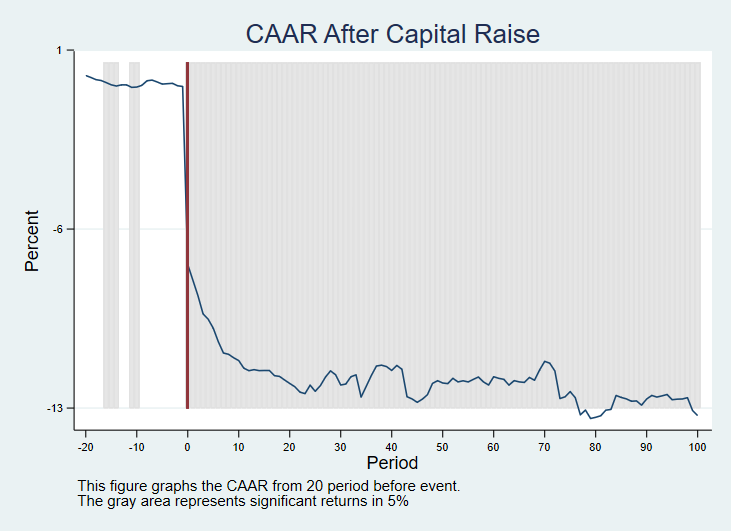 CAAR After Capital Raise
1
-6
-13
Percent
-20 -10 0 10 20 30 40 50 60 70 80 90 100
Period
This figure graphs the CAAR from 20 period before event.
The gray area represents significant returns in 5%